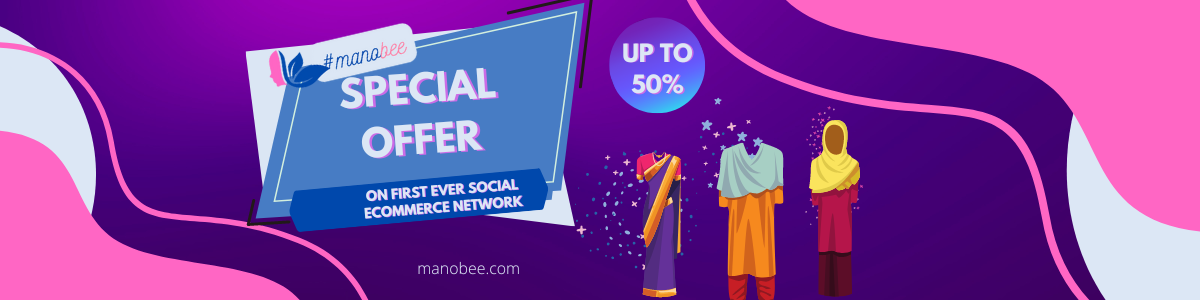 #manobee
SPECIAL
OFFER
ON FIRST EVER SOCIAL
ECOMMERCE NETWORK
UP TO
50%
manobee.com